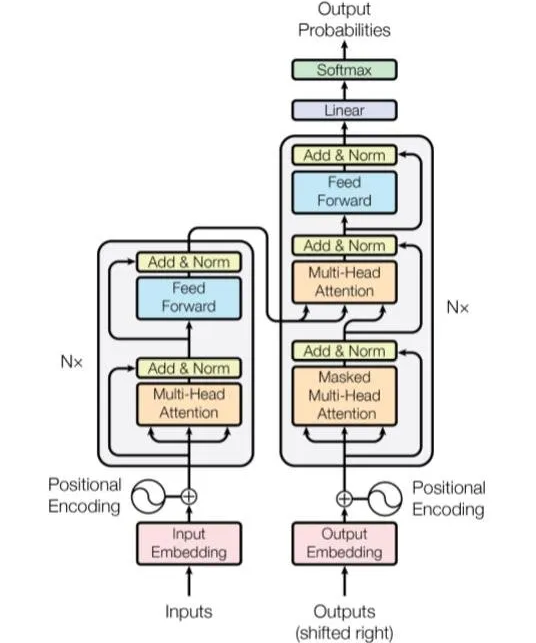 Output
Probabilities
Softmax
Linear
Add & Norm
Feed
Forward
Add & Norm
Multi-Head
Attention
Nx
Add & Norm
Masked
Multi-Head
Attention
Add & Norm
Feed
Forward
Nx
Add & Norm
Multi-Head
Attention
Positional
Encoding
Positional
Encoding
Input
Embedding
Output
Embedding
Inputs
Outputs
(shifted right)